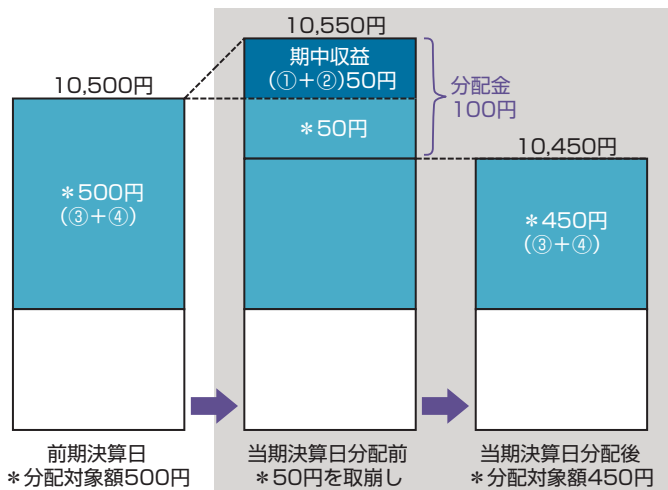 10,550円
期中収益
(①+②)50円
10,500円
分配金
100円
＊50円
10,450円
＊500円
(③+④)
＊450円
(③+④)
前期決算日
＊分配対象額500円
当期決算日分配前
＊50円を取崩し
当期決算日分配後
＊分配対象額450円